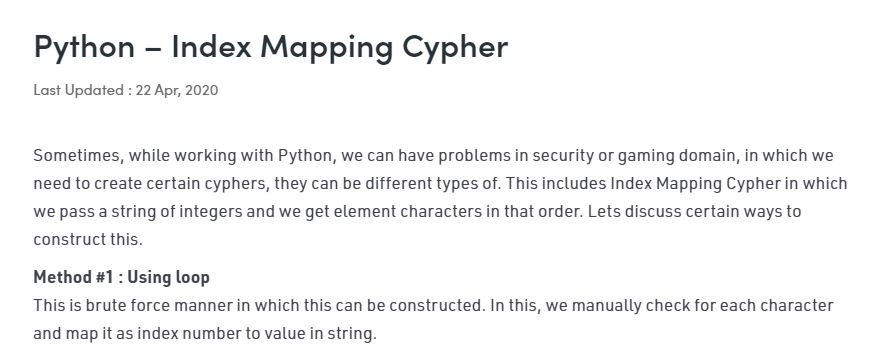 Python – Index Mapping Cypher
Last Updated : 22 Apr, 2020
Sometimes, while working with Python, we can have problems in security or gaming domain, in which we
need to create certain cyphers, they can be different types of. This includes Index Mapping Cypher in which
we pass a string of integers and we get element characters in that order. Lets discuss certain ways to
construct this.
Method #1 : Using loop
This is brute force manner in which this can be constructed. In this, we manually check for each character
and map it as index number to value in string.